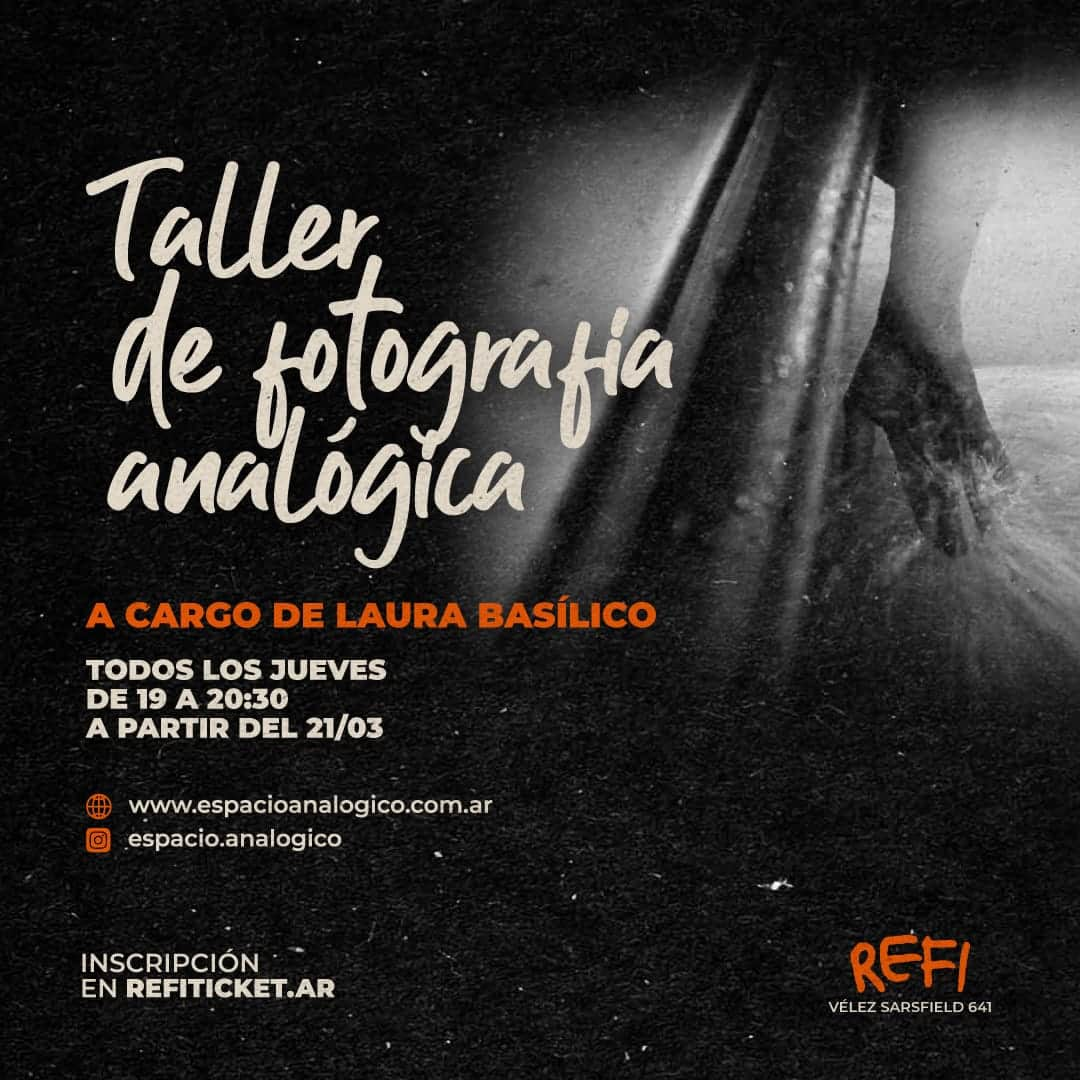 Taller
de fotografía
analógica
A CARGO DE LAURA BASÍLICO
TODOS LOS JUEVES
DE 19 A 20:30
A PARTIR DEL 21/03
www.espacioanalogico.com.ar
espacio.analogico
INSCRIPCIÓN
EN REFITICKET.AR
REFI
VÉLEZ SARSFIELD 641